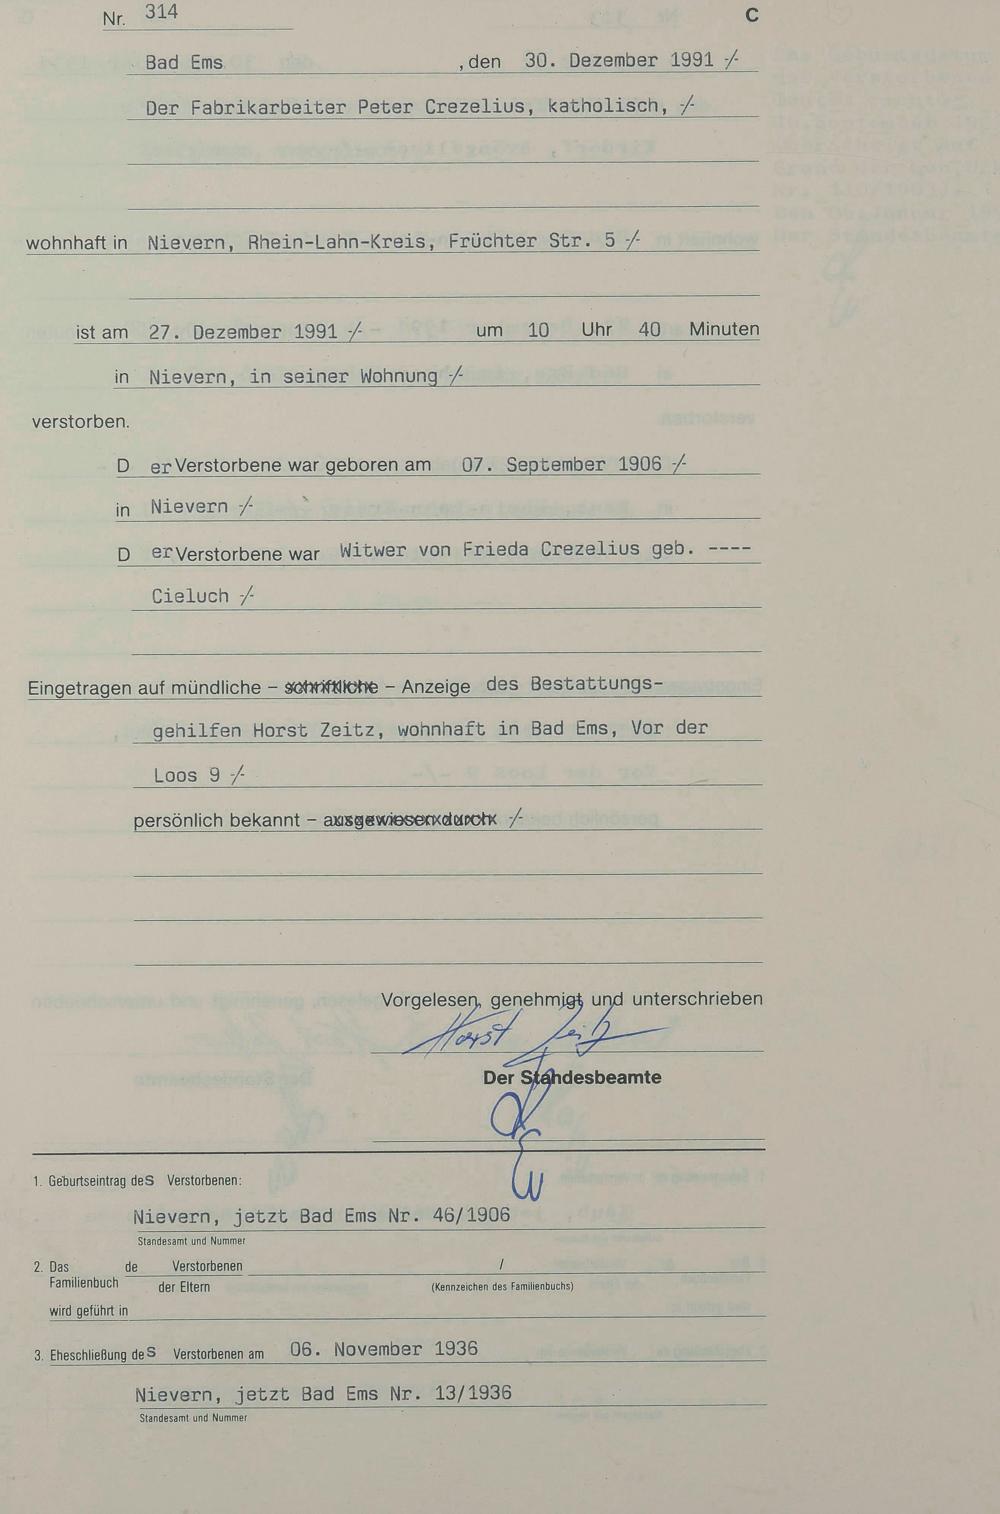 Nr. 314 C
Bad Ems , den 30. Dezember 1991 -/-
Der Fabrikarbeiter Peter Crezelius, katholisch, -/-
wohnhaft in Nievern, Rhein-Lahn-Kreis, Früchter Str. 5 -/-
ist am 27. Dezember 1991 -/- um 10 Uhr 40 Minuten
in Nievern, in seiner Wohnung -/-
verstorben.
D er Verstorbene war geboren am 07. September 1906 -/-
in Nievern -/-
D er Verstorbene war Witwer von Frieda Crezelius geb. ----
Cieluch -/-
Eingetragen auf mündliche – schriftliche – Anzeige des Bestattungs-
gehilfen Horst Zeitz, wohnhaft in Bad Ems, Vor der
Loos 9 -/-
persönlich bekannt – ausgewiesen durch -/-
Vorgelesen, genehmigt und unterschrieben
Horst Zeitz
Der Standesbeamte
1. Geburtseintrag des Verstorbenen:
Nievern, jetzt Bad Ems Nr. 46/1906
Standesamt und Nummer
2. Das de Verstorbenen /
Familienbuch der Eltern (Kennzeichen des Familienbuchs)
wird geführt in
3. Eheschließung des Verstorbenen am 06. November 1936
Nievern, jetzt Bad Ems Nr. 13/1936
Standesamt und Nummer